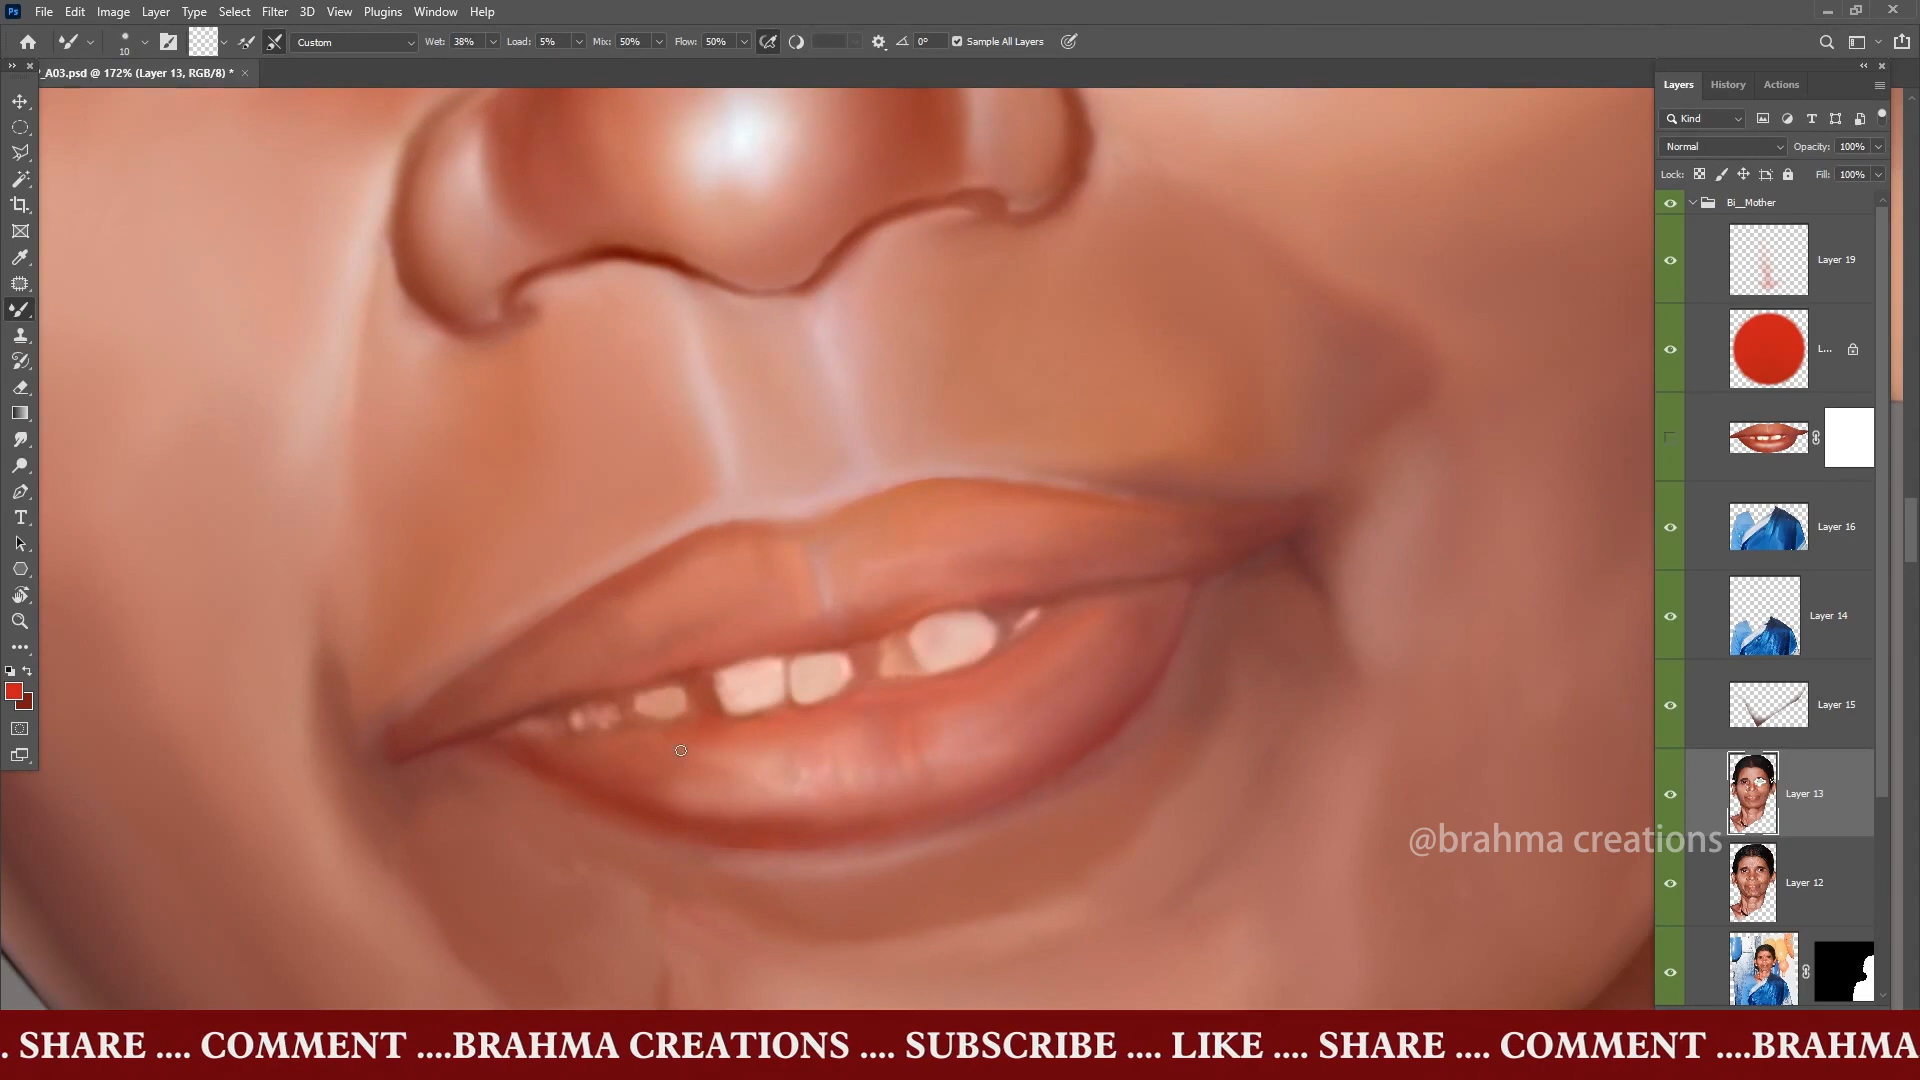 Ps File Edit Image Layer Type Select Filter 3D View Plugins Window Help
10 Custom Wet: 38% Load: 5% Mix: 50% Flow: 50% 0° Sample All Layers
_A03.psd @ 172% (Layer 13, RGB/8) * ×
Layers History Actions
Kind
Normal Opacity: 100%
Lock: Fill: 100%
Bi__Mother
Layer 19
L...
Layer 16
Layer 14
Layer 15
Layer 13
@brahma creations
Layer 12
. SHARE .... COMMENT ....BRAHMA CREATIONS .... SUBSCRIBE .... LIKE .... SHARE .... COMMENT ....BRAHMA